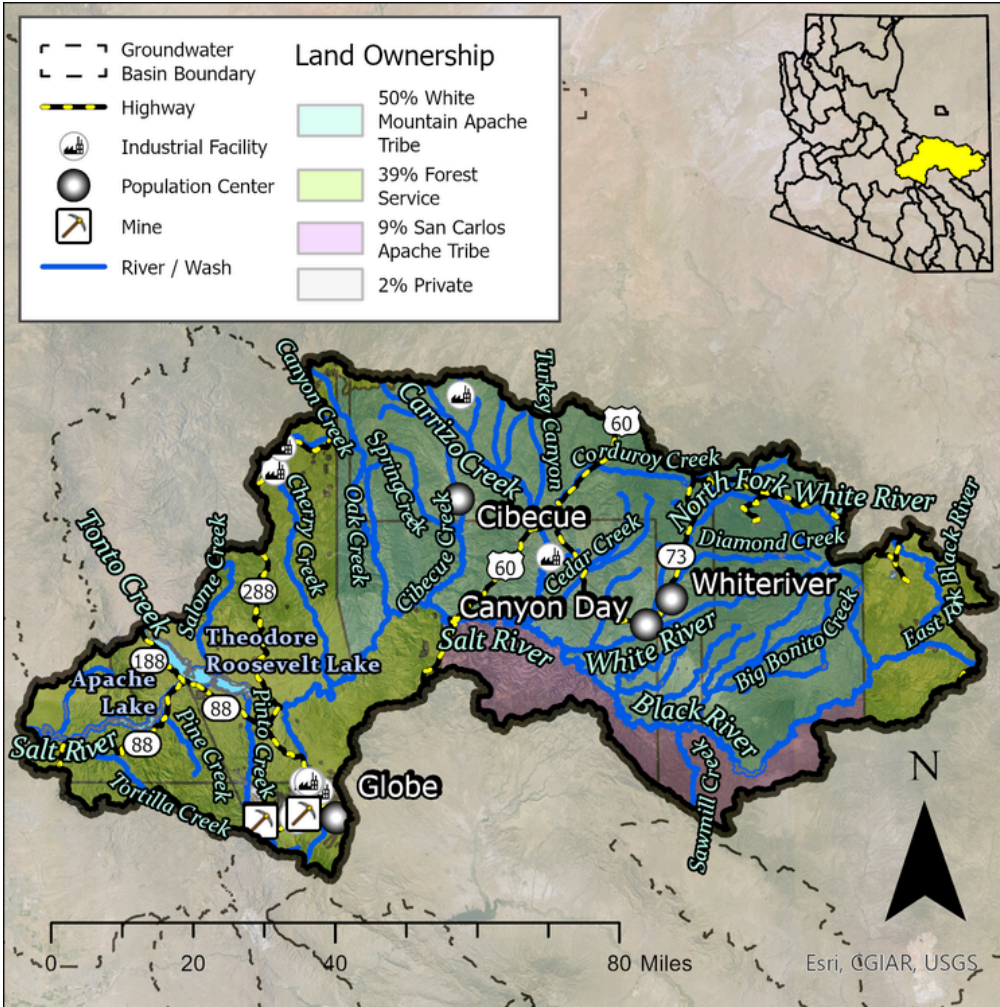 Groundwater
Basin Boundary
Highway
Industrial Facility
Population Center
Mine
River / Wash
Land Ownership
50% White
Mountain Apache
Tribe
39% Forest
Service
9% San Carlos
Apache Tribe
2% Private
Canyon Creek
Carrizo Creek
Turkey Canyon
60
Corduroy Creek
North Fork White River
Spring Creek
Oak Creek
Cherry Creek
Cibecue Creek
Cibecue
60
Cedar Creek
73
Diamond Creek
Whiteriver
East Fork Black River
Tonto Creek
Salome Creek
288
Canyon Day
Salt River
White River
Big Bonito Creek
Theodore
Roosevelt Lake
188
Apache
Lake
88
Pinto Creek
Black River
Salt River
88
Pine Creek
Tortilla Creek
Globe
Sawmill Creek
N
0
20
40
80 Miles
Esri, CGIAR, USGS